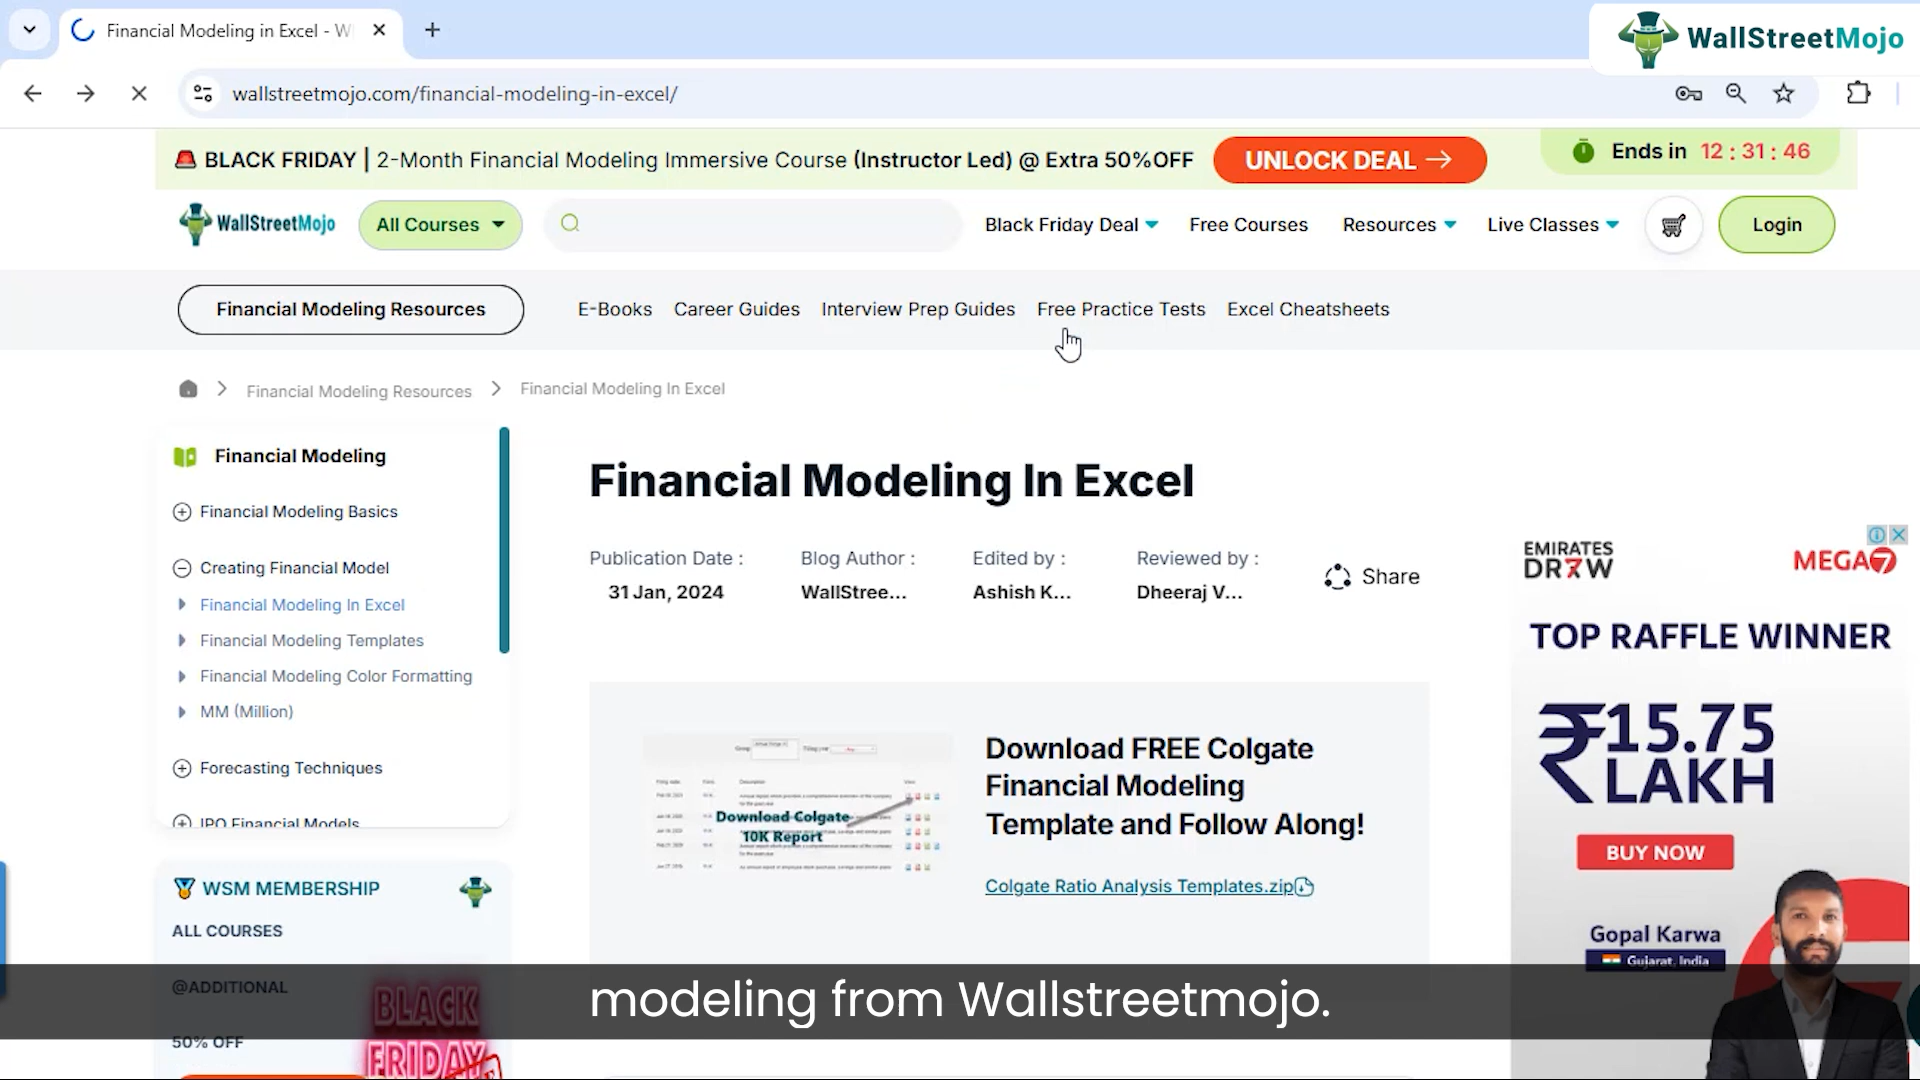 Financial Modeling in Excel - W
WallStreetMojo
wallstreetmojo.com/financial-modeling-in-excel/
BLACK FRIDAY | 2-Month Financial Modeling Immersive Course (Instructor Led) @ Extra 50%OFF
UNLOCK DEAL →
Ends in 12 : 31 : 46
WallStreetMojo
All Courses
Black Friday Deal
Free Courses
Resources
Live Classes
Login
Financial Modeling Resources
E-Books
Career Guides
Interview Prep Guides
Free Practice Tests
Excel Cheatsheets
Financial Modeling Resources
Financial Modeling In Excel
Financial Modeling
Financial Modeling Basics
Creating Financial Model
Financial Modeling In Excel
Financial Modeling Templates
Financial Modeling Color Formatting
MM (Million)
Forecasting Techniques
IPO Financial Models
WSM MEMBERSHIP
ALL COURSES
@ADDITIONAL
50% OFF
BLACK
FRIDAY
Financial Modeling In Excel
Publication Date :
31 Jan, 2024
Blog Author :
WallStree...
Edited by :
Ashish K...
Reviewed by :
Dheeraj V...
Share
Download Colgate
10K Report
Download FREE Colgate
Financial Modeling
Template and Follow Along!
Colgate Ratio Analysis Templates.zip
EMIRATES
DR7W
MEGA7
TOP RAFFLE WINNER
₹15.75
LAKH
BUY NOW
Gopal Karwa
Gujarat, India
modeling from Wallstreetmojo.